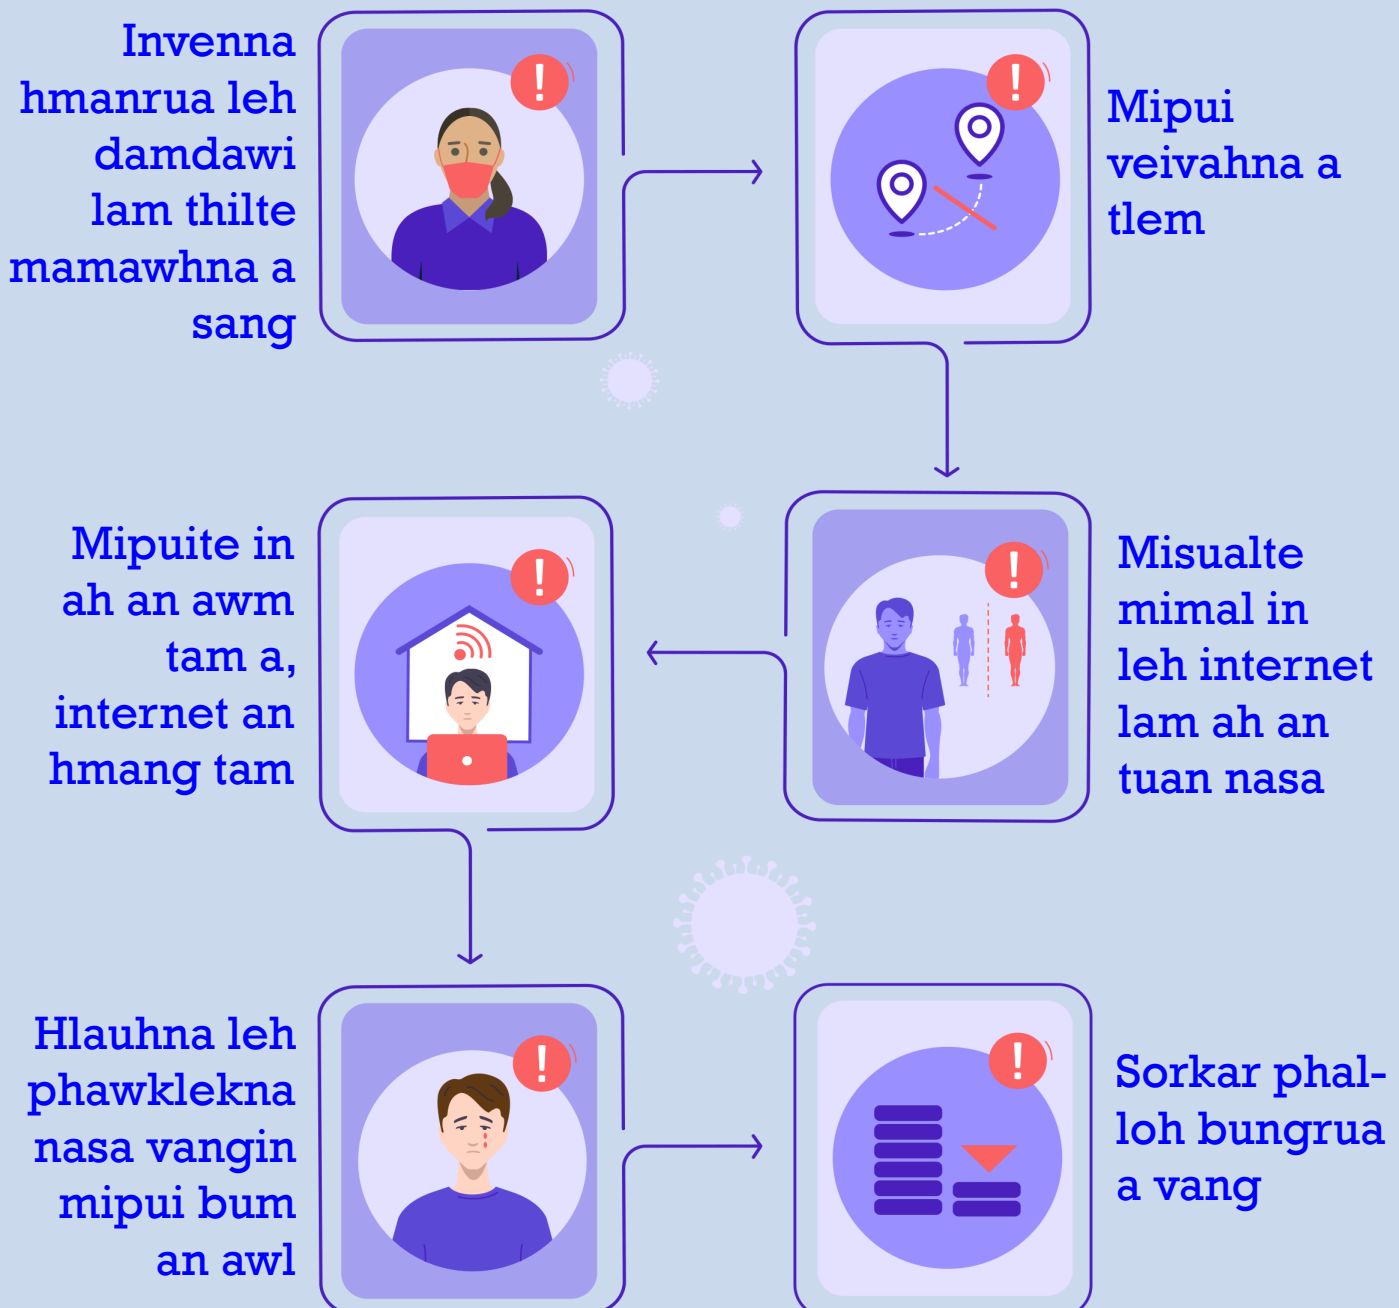 Invenna
hmanrua leh
damdawi
lam thilte
mamawhna a
sang
Mipui
veivahna a
tlem
Misualte
mimal in
leh internet
lam ah an
tuan nasa
Mipuite in
ah an awm
tam a,
internet an
hmang tam
Hlauhna leh
phawklekna
nasa vangin
mipui bum
an awl
Sorkar phal-
loh bungrua
a vang